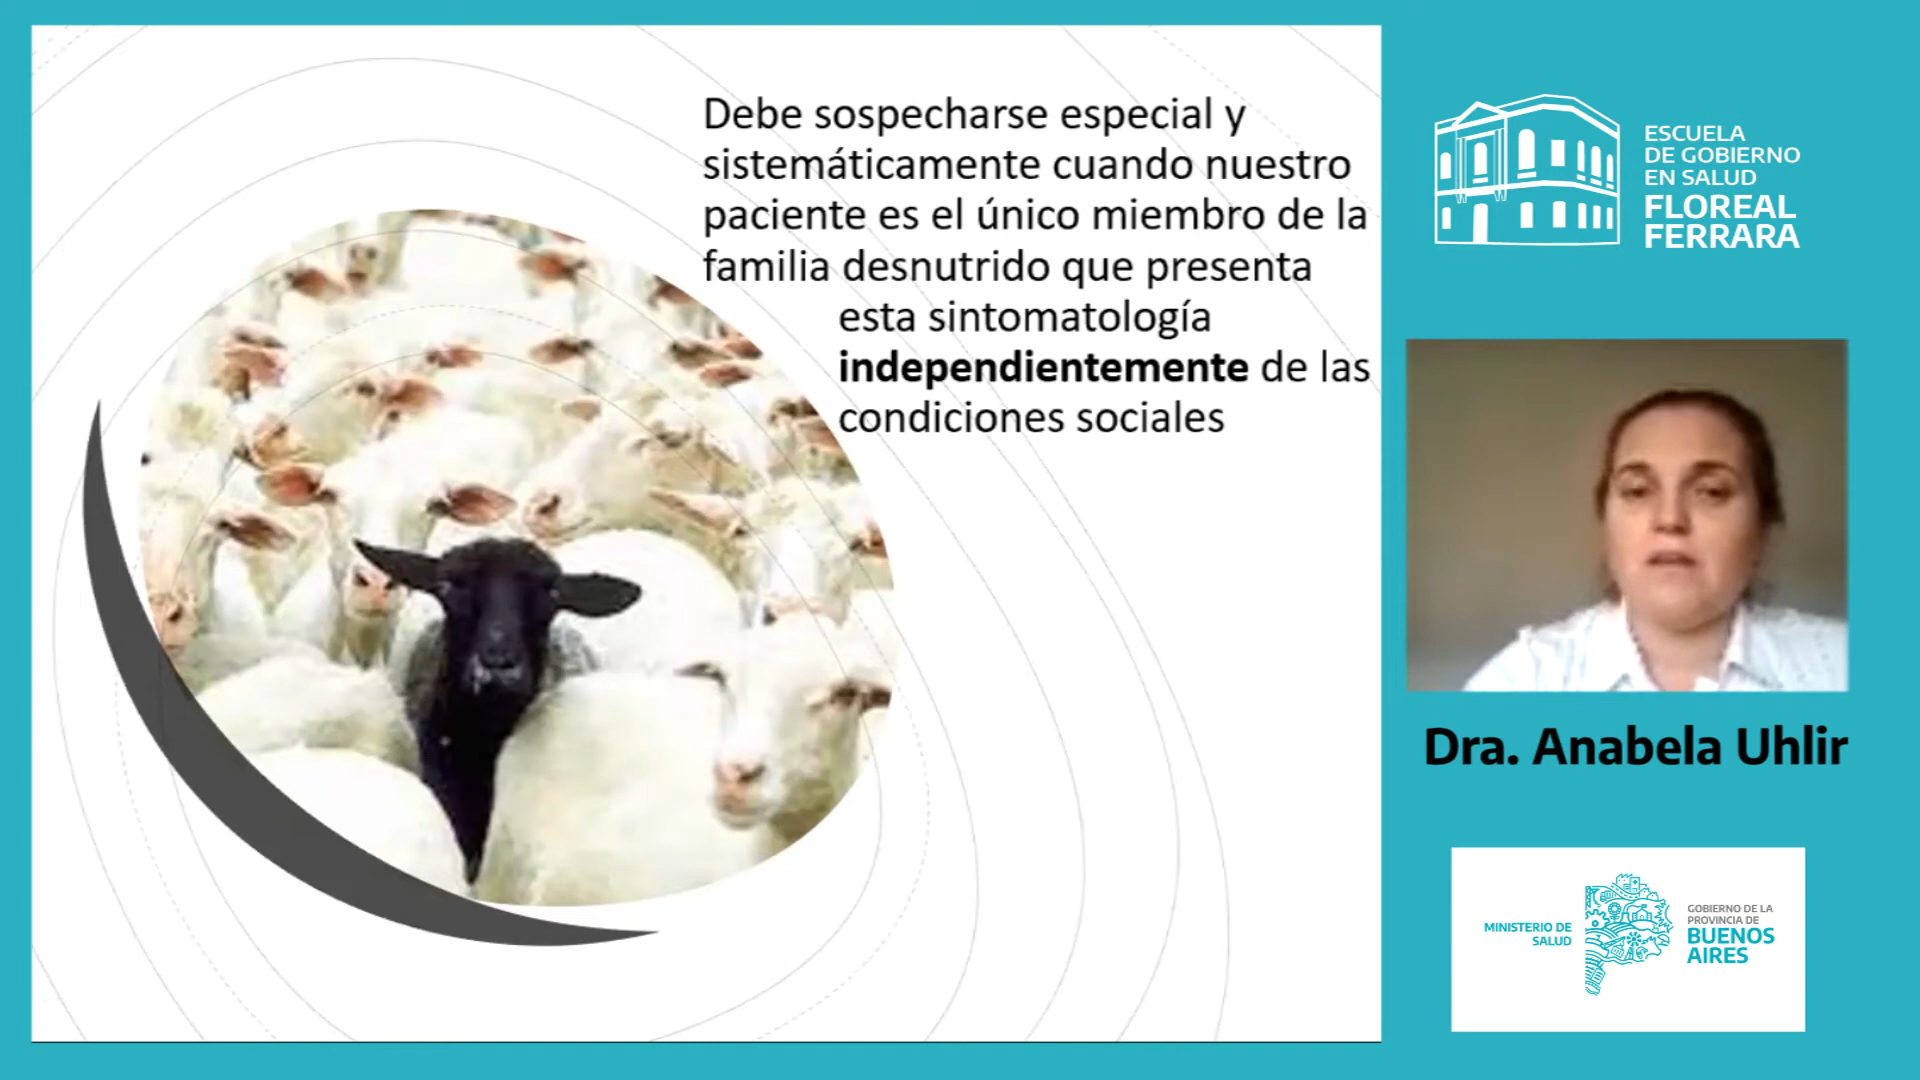 Debe sospecharse especial y
sistemáticamente cuando nuestro
paciente es el único miembro de la
familia desnutrido que presenta
esta sintomatología
independientemente de las
condiciones sociales
ESCUELA
DE GOBIERNO
EN SALUD
FLOREAL
FERRARA
Dra. Anabela Uhlir
MINISTERIO DE
SALUD
GOBIERNO DE LA
PROVINCIA DE
BUENOS
AIRES